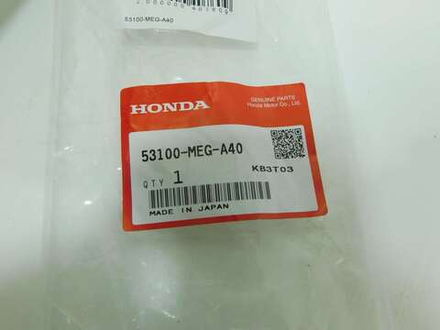 53100-MEG-A40
HONDA
GENUINE PARTS
Honda Motor Co., Ltd.
53100-MEG-A40
KB3T03
QTY 1
MADE IN JAPAN